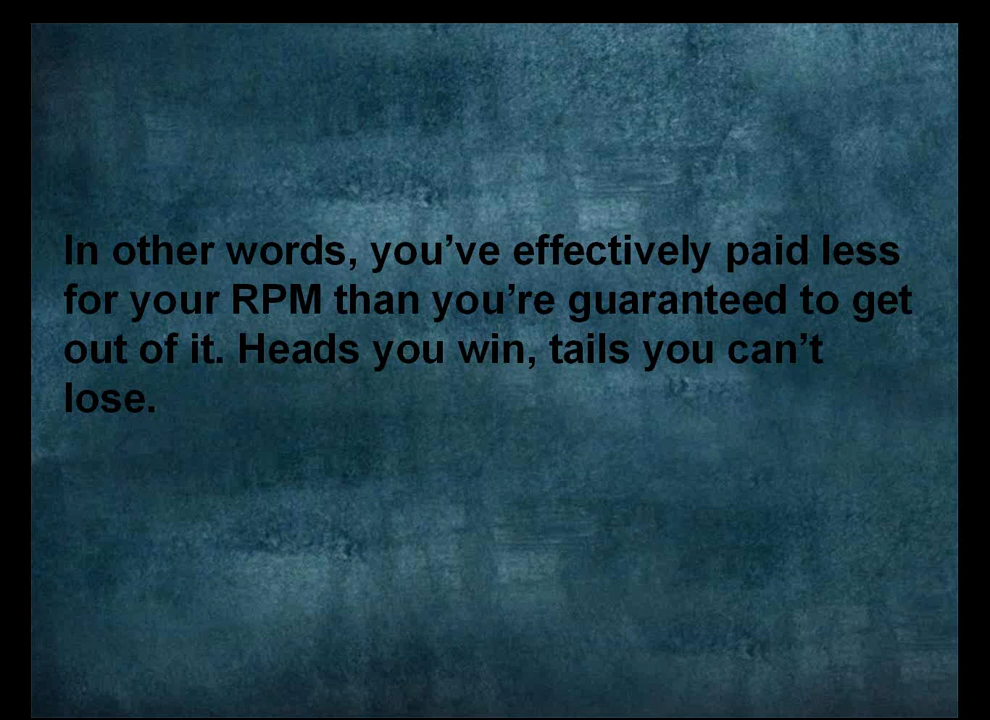 In other words, you’ve effectively paid less
for your RPM than you’re guaranteed to get
out of it. Heads you win, tails you can’t
lose.